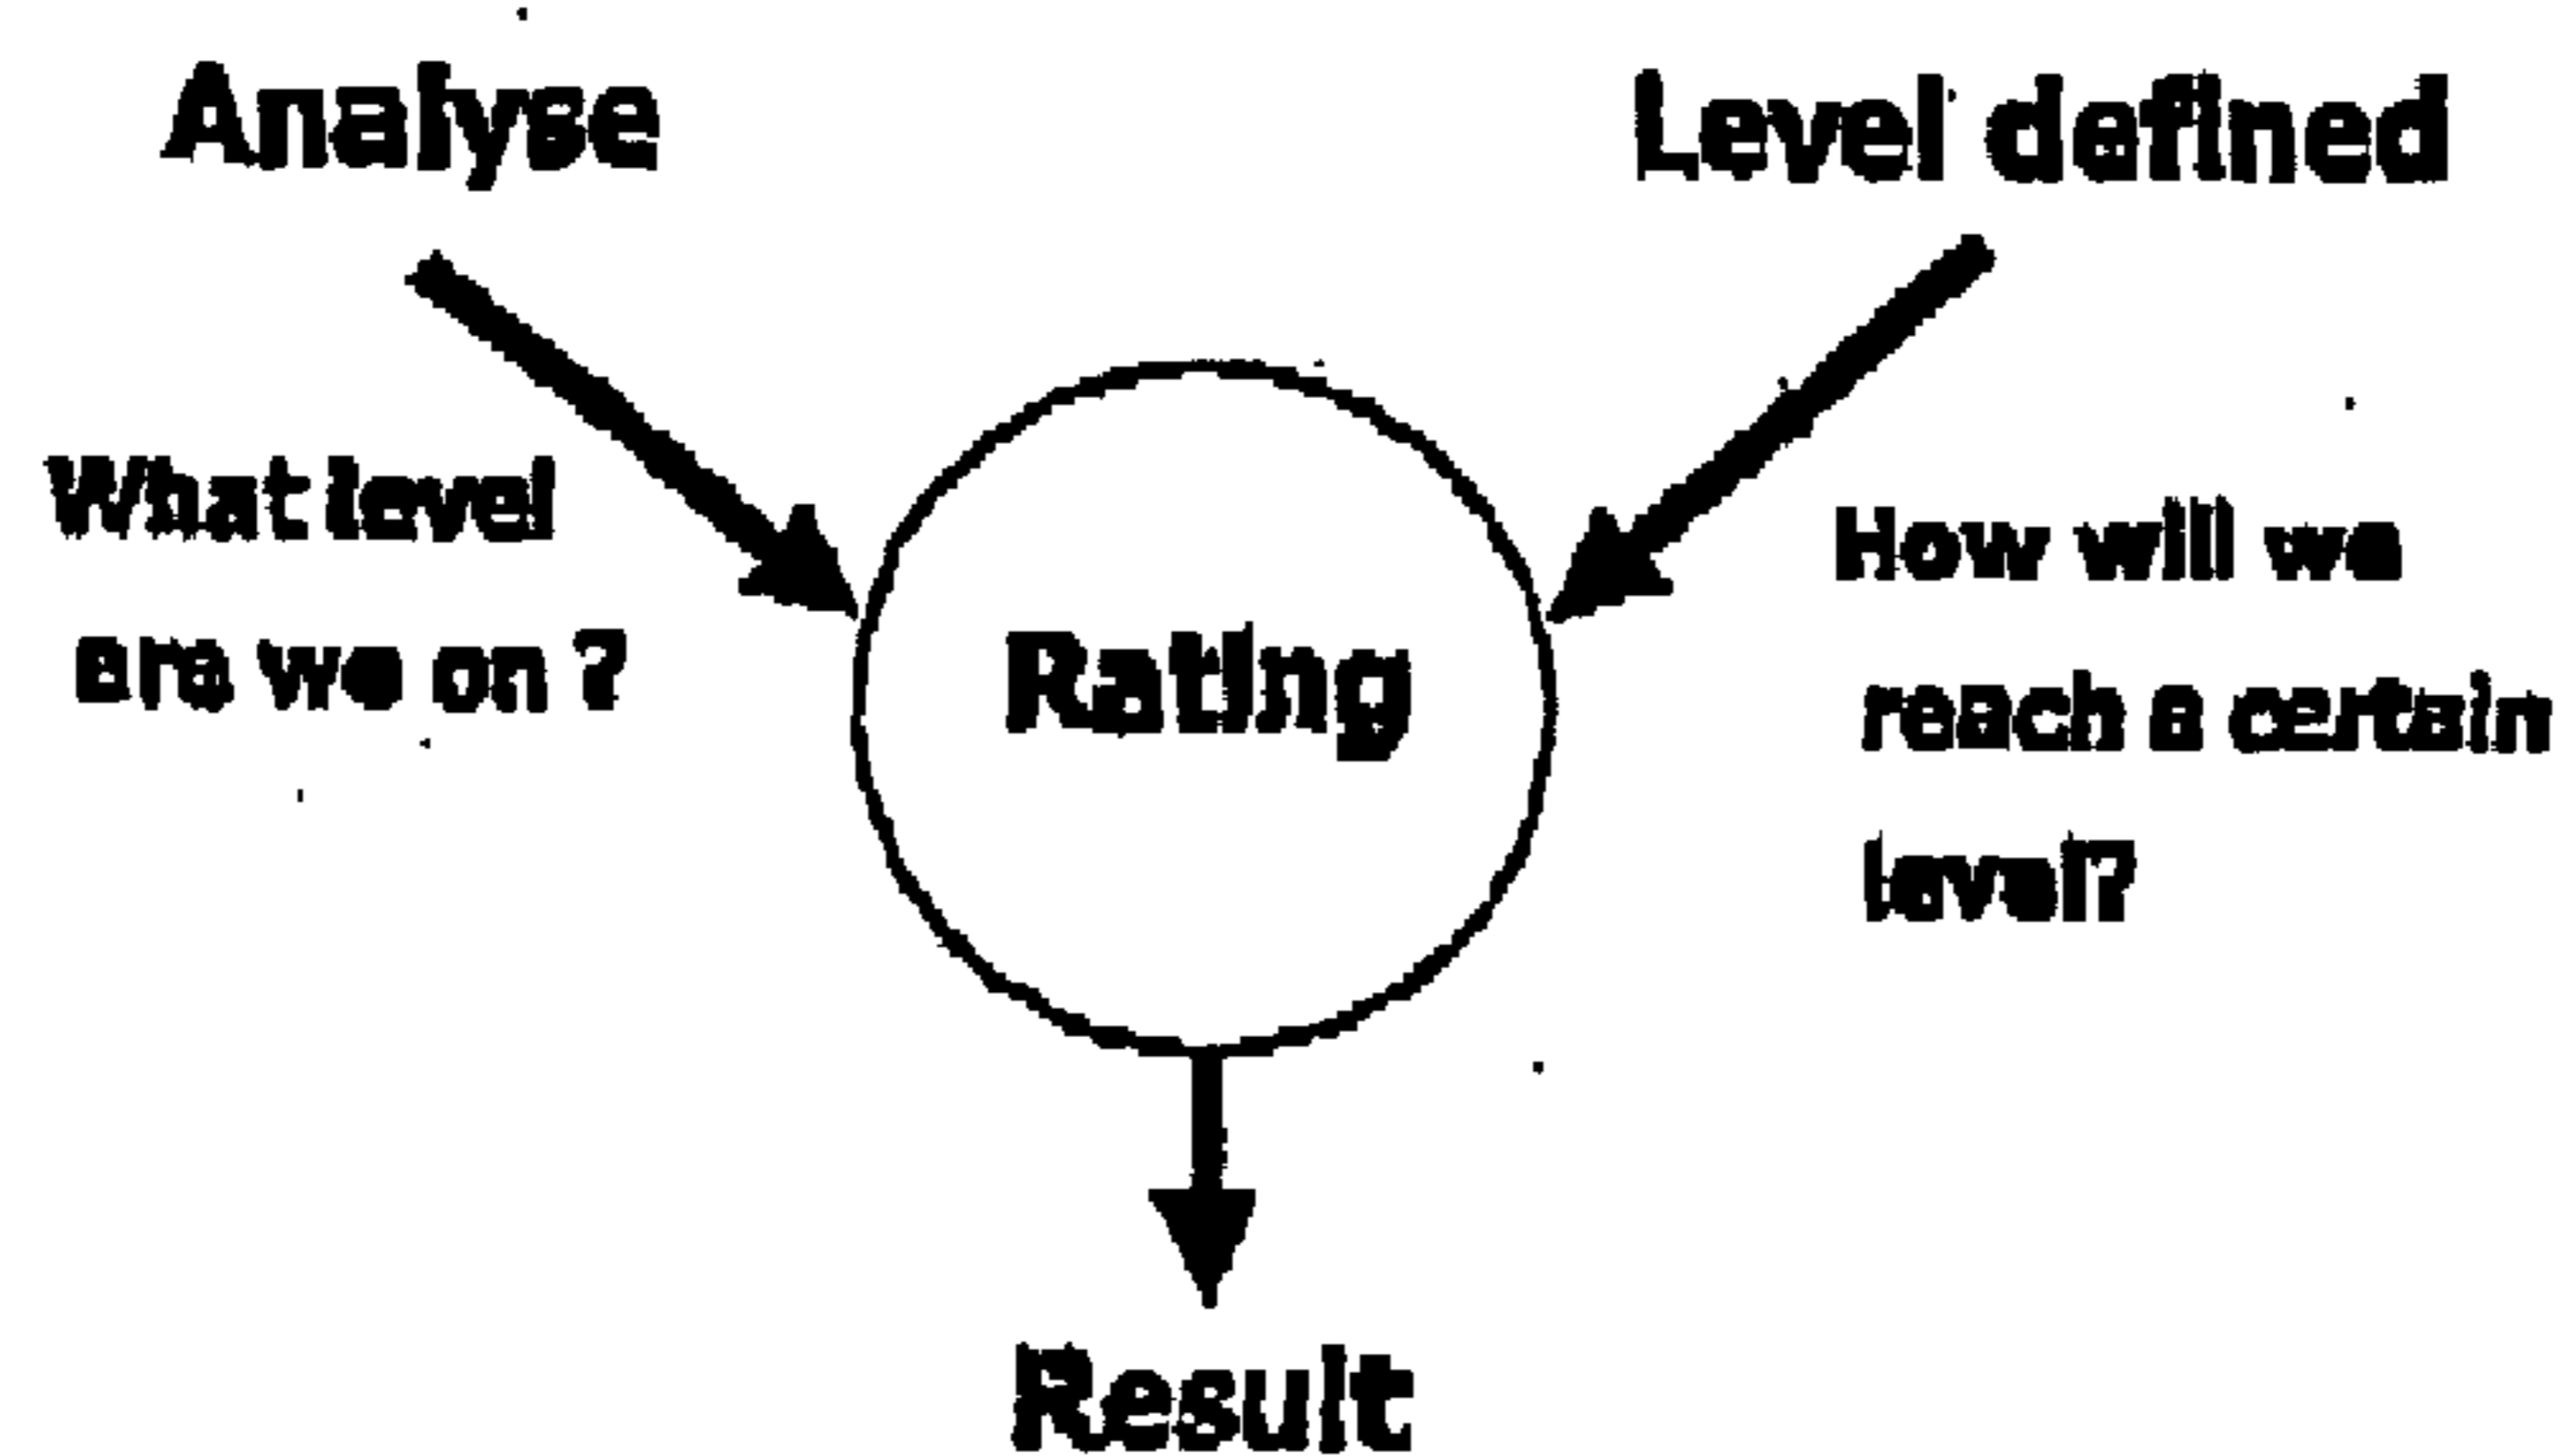 Analyse
Level defined
What level
are we on ?
How will we
reach a certain
level?
Rating
Result